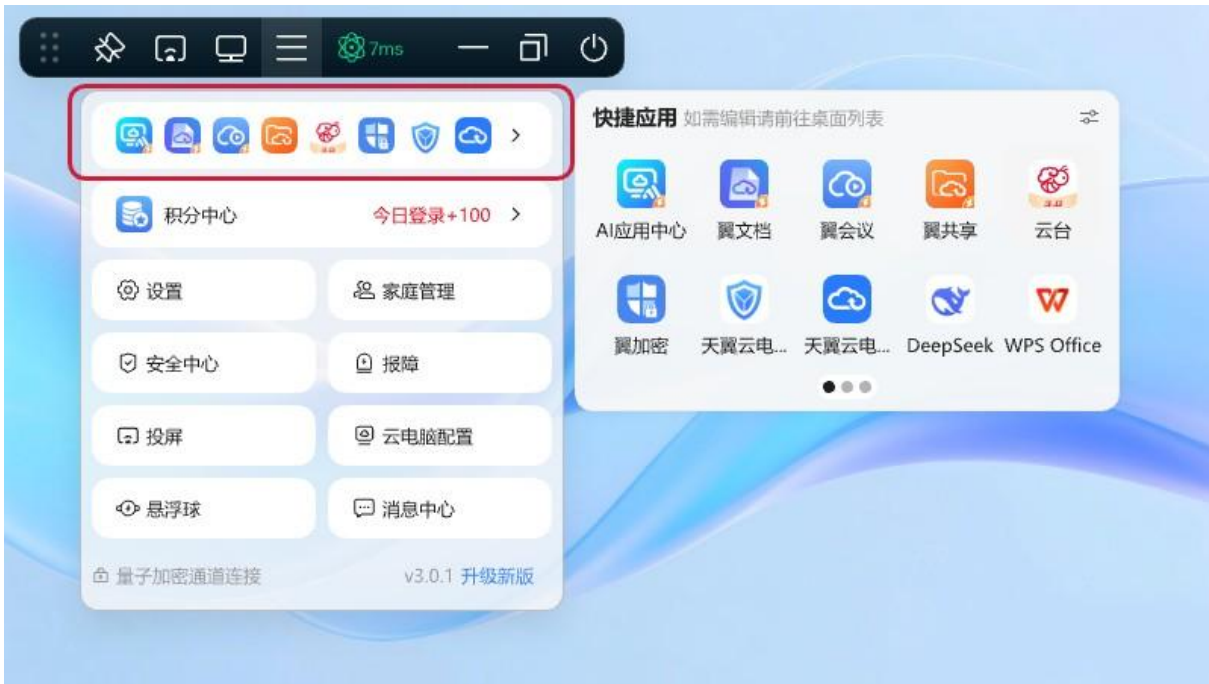 7ms
快捷应用 如需编辑请前往桌面列表
积分中心 今日登录+100
AI应用中心 翼文档 翼会议 翼共享 云台
设置 家庭管理
翼加密 天翼云电... 天翼云电... DeepSeek WPS Office
安全中心 报障
投屏 云电脑配置
悬浮球 消息中心
量子加密通道连接 v3.0.1 升级新版